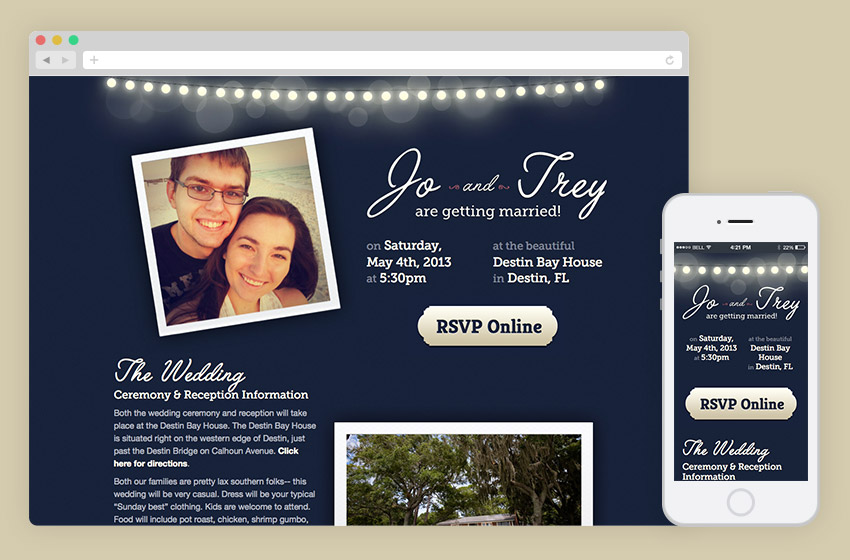 Jo and Trey
are getting married!
on Saturday,
May 4th, 2013
at 5:30pm
at the beautiful
Destin Bay House
in Destin, FL
RSVP Online
The Wedding
Ceremony & Reception Information
Both the wedding ceremony and reception will take
place at the Destin Bay House. The Destin Bay House
is situated right on the western edge of Destin, just
past the Destin Bridge on Calhoun Avenue. Click
here for directions.
Both our families are pretty lax southern folks-- this
wedding will be very casual. Dress will be your typical
“Sunday best” clothing. Kids are welcome to attend.
Food will include pot roast, chicken, shrimp gumbo,
BELL
4:21 PM
22%
Jo and Trey
are getting married!
on Saturday,
May 4th, 2013
at 5:30pm
at the beautiful
Destin Bay
House
in Destin, FL
RSVP Online
The Wedding
Ceremony & Reception
Information